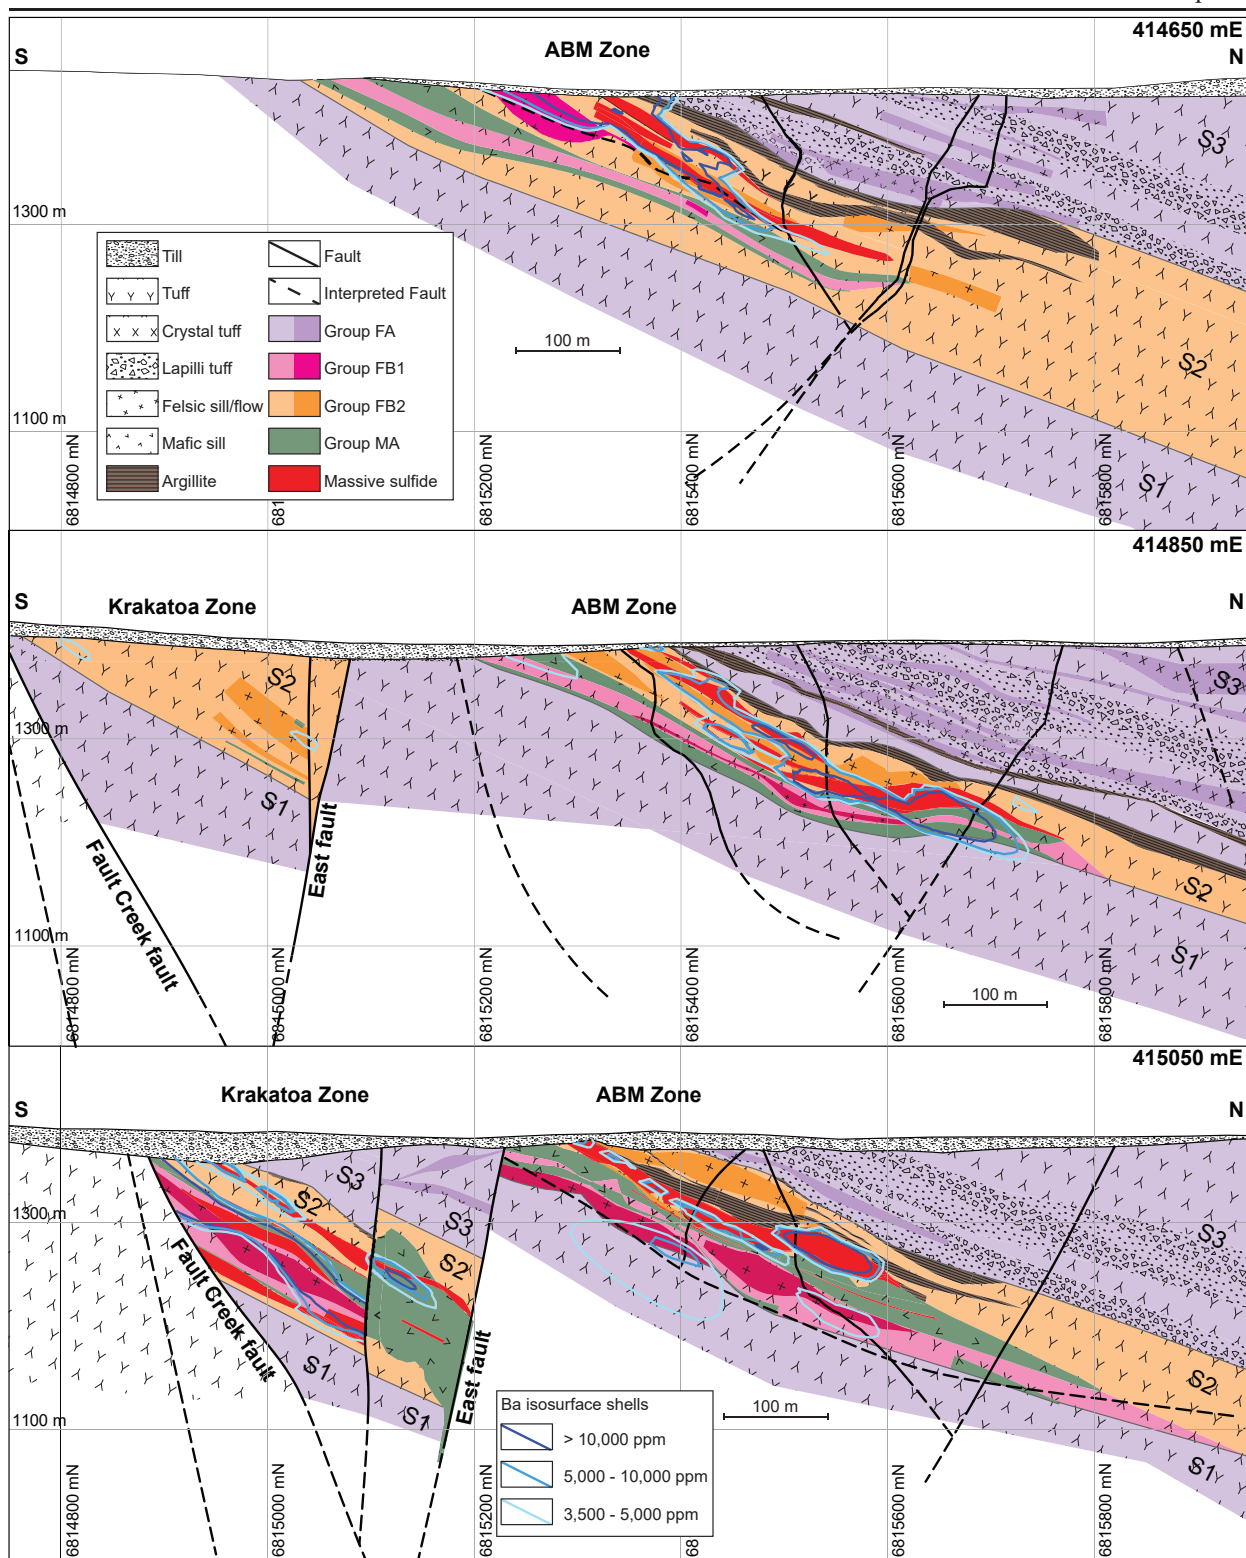 414650 mE
S
ABM Zone
N
S3
1300 m
Till
Fault
Tuff
Interpreted Fault
Crystal tuff
Group FA
Lapilli tuff
Group FB1
Felsic sill/flow
Group FB2
Mafic sill
Group MA
Argillite
Massive sulfide
100 m
S2
1100 m
S1
6814800 mN
6815200 mN
6815400 mN
6815600 mN
6815800 mN
414850 mE
S
Krakatoa Zone
ABM Zone
N
S2
S3
1300 m
S1
East fault
Fault Creek fault
S2
1100 m
S1
100 m
6814800 mN
6815000 mN
6815200 mN
6815400 mN
6815600 mN
6815800 mN
415050 mE
Krakatoa Zone
ABM Zone
S
N
S3
S2
S3
1300 m
S3
S2
Fault Creek fault
S1
East fault
S2
S1
1100 m
S1
Ba isosurface shells
> 10,000 ppm
5,000 - 10,000 ppm
3,500 - 5,000 ppm
100 m
6814800 mN
6815000 mN
6815200 mN
6815600 mN
6815800 mN